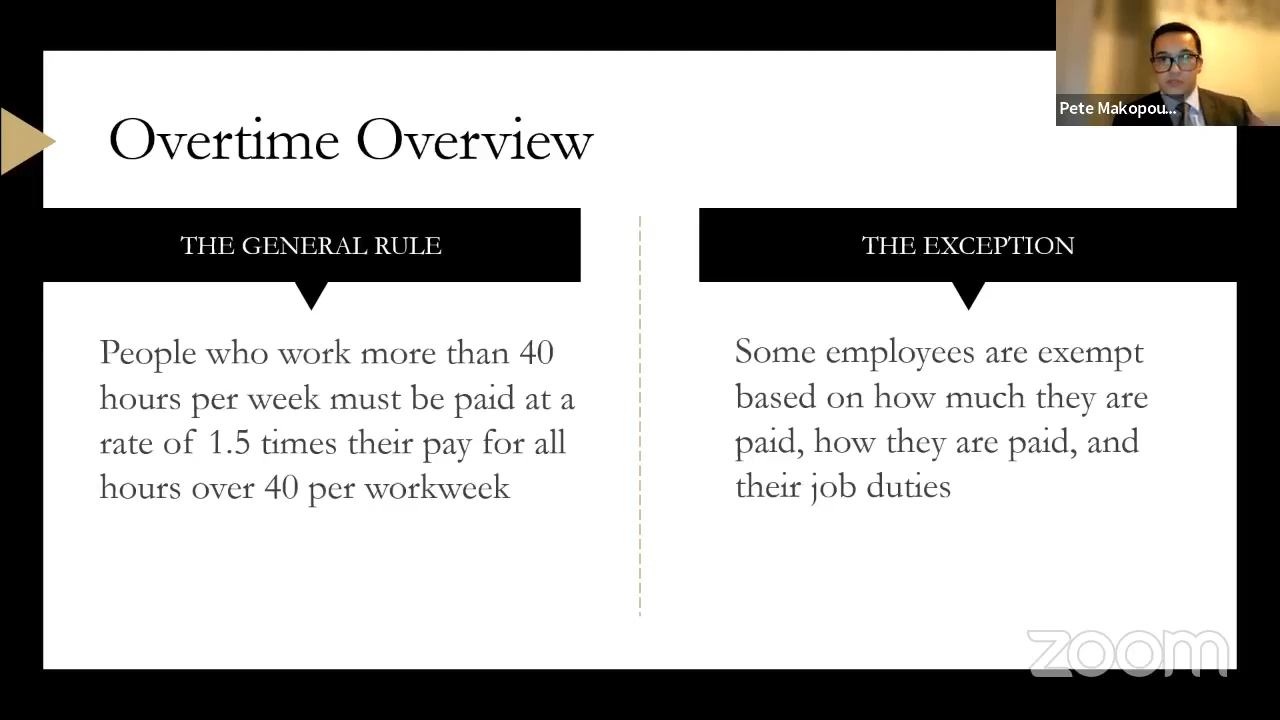 Pete Makopou...
Overtime Overview
THE GENERAL RULE
People who work more than 40
hours per week must be paid at a
rate of 1.5 times their pay for all
hours over 40 per workweek
THE EXCEPTION
Some employees are exempt
based on how much they are
paid, how they are paid, and
their job duties
zoom